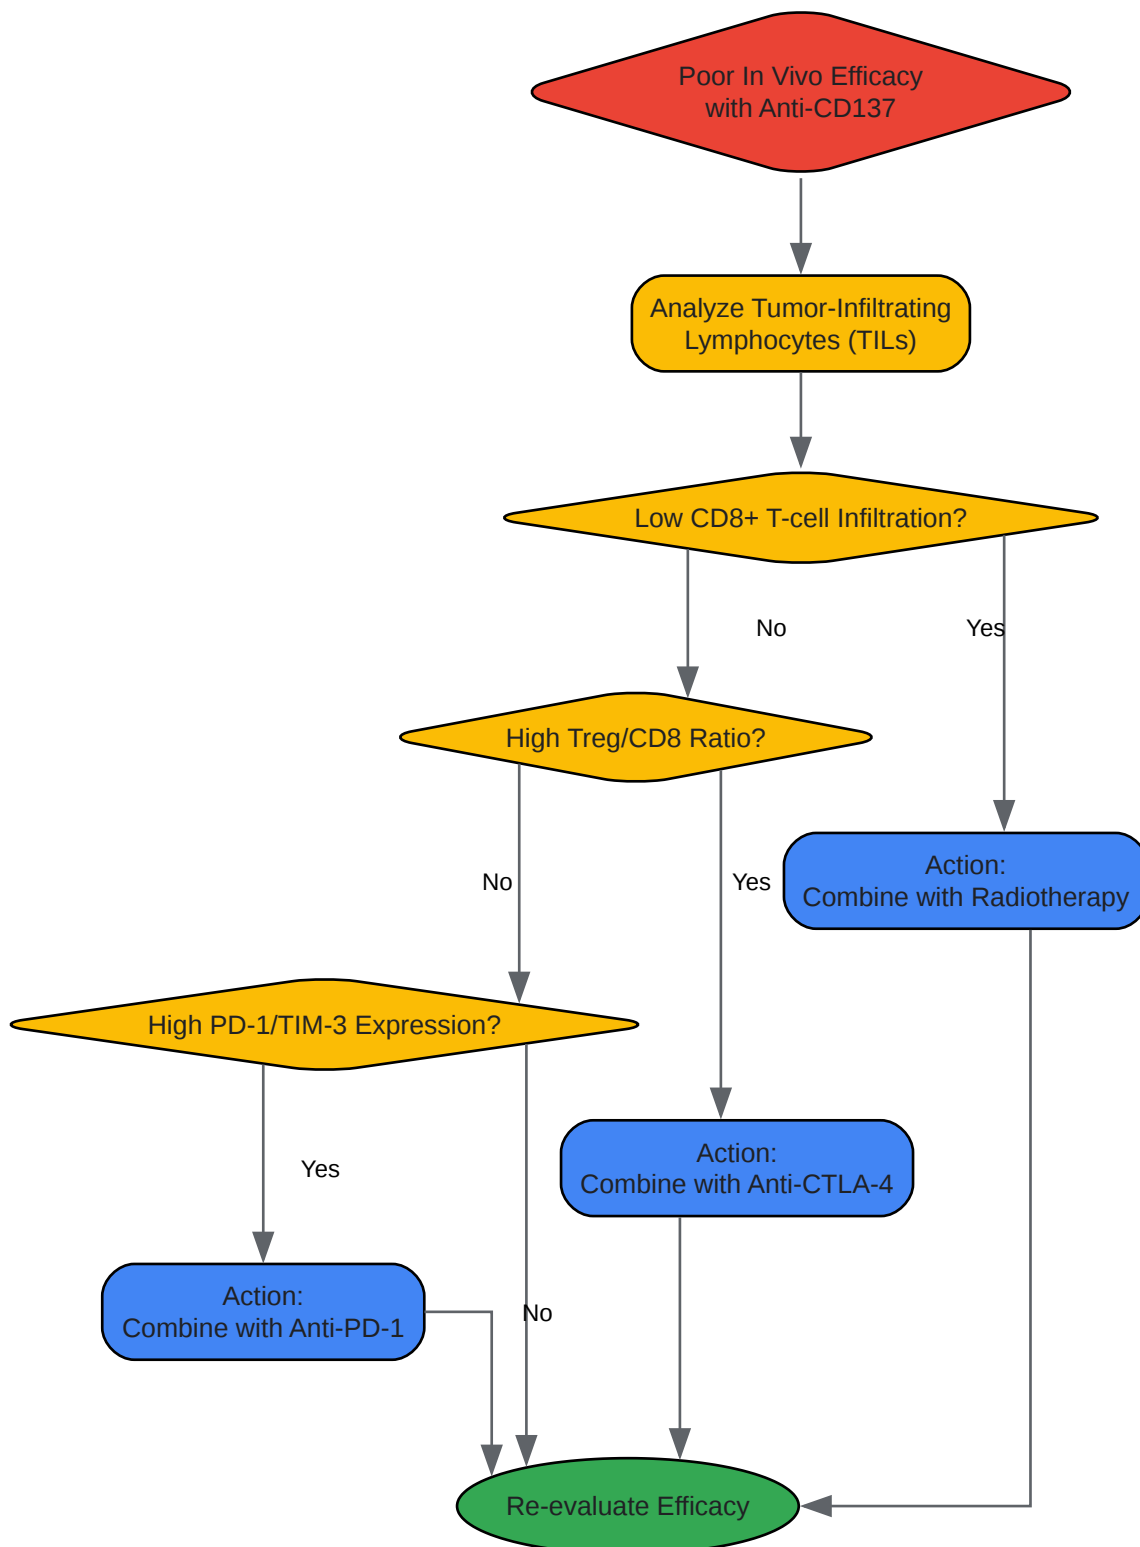 Poor In Vivo Efficacy
with Anti-CD137
Analyze Tumor-Infiltrating
Lymphocytes (TILs)
Low CD8+ T-cell Infiltration?
No
Yes
High Treg/CD8 Ratio?
No
Yes
Action:
Combine with Radiotherapy
High PD-1/TIM-3 Expression?
Yes
Action:
Combine with Anti-CTLA-4
Action:
Combine with Anti-PD-1
No
Re-evaluate Efficacy